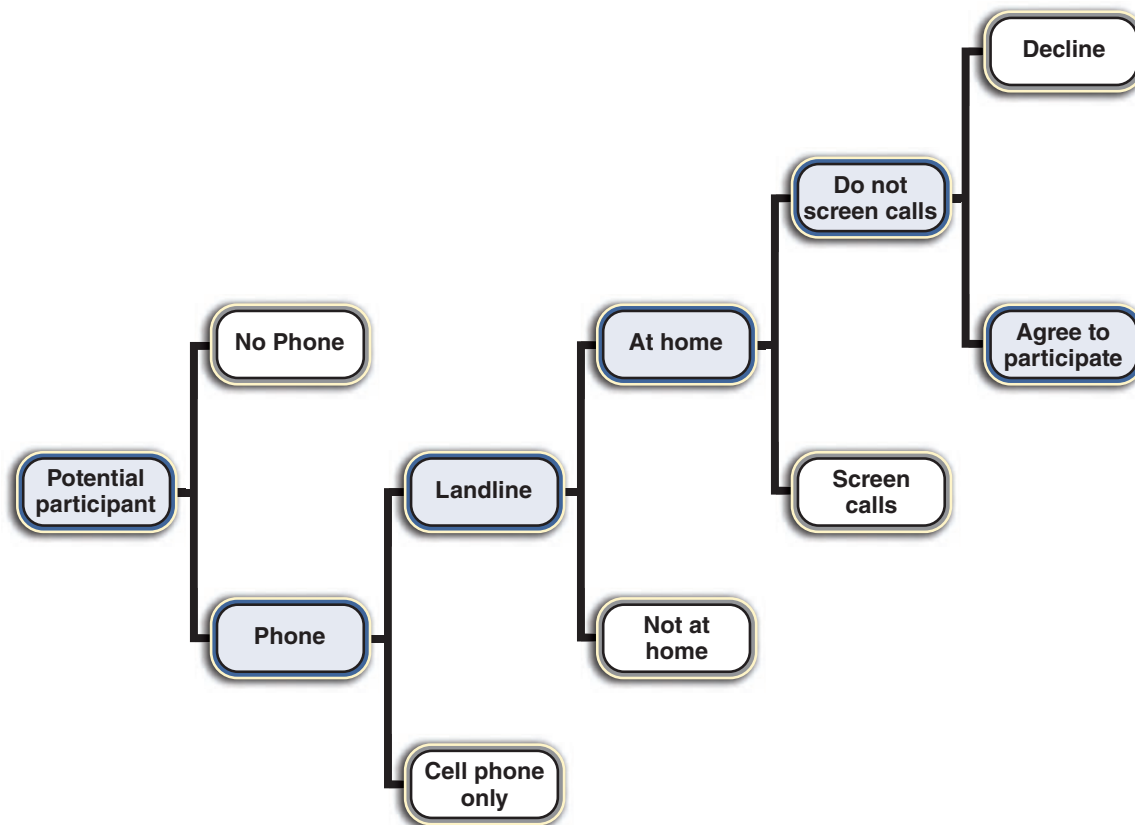 Decline
Do not
screen calls
No Phone
At home
Agree to
participate
Potential
participant
Landline
Screen
calls
Phone
Not at
home
Cell phone
only